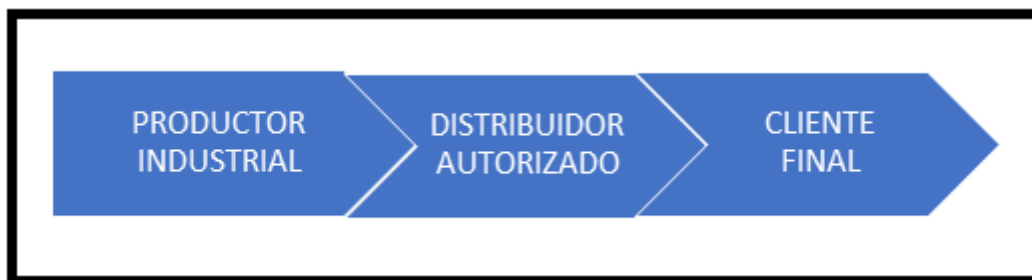 PRODUCTOR
INDUSTRIAL
DISTRIBUIDOR
AUTORIZADO
CLIENTE
FINAL